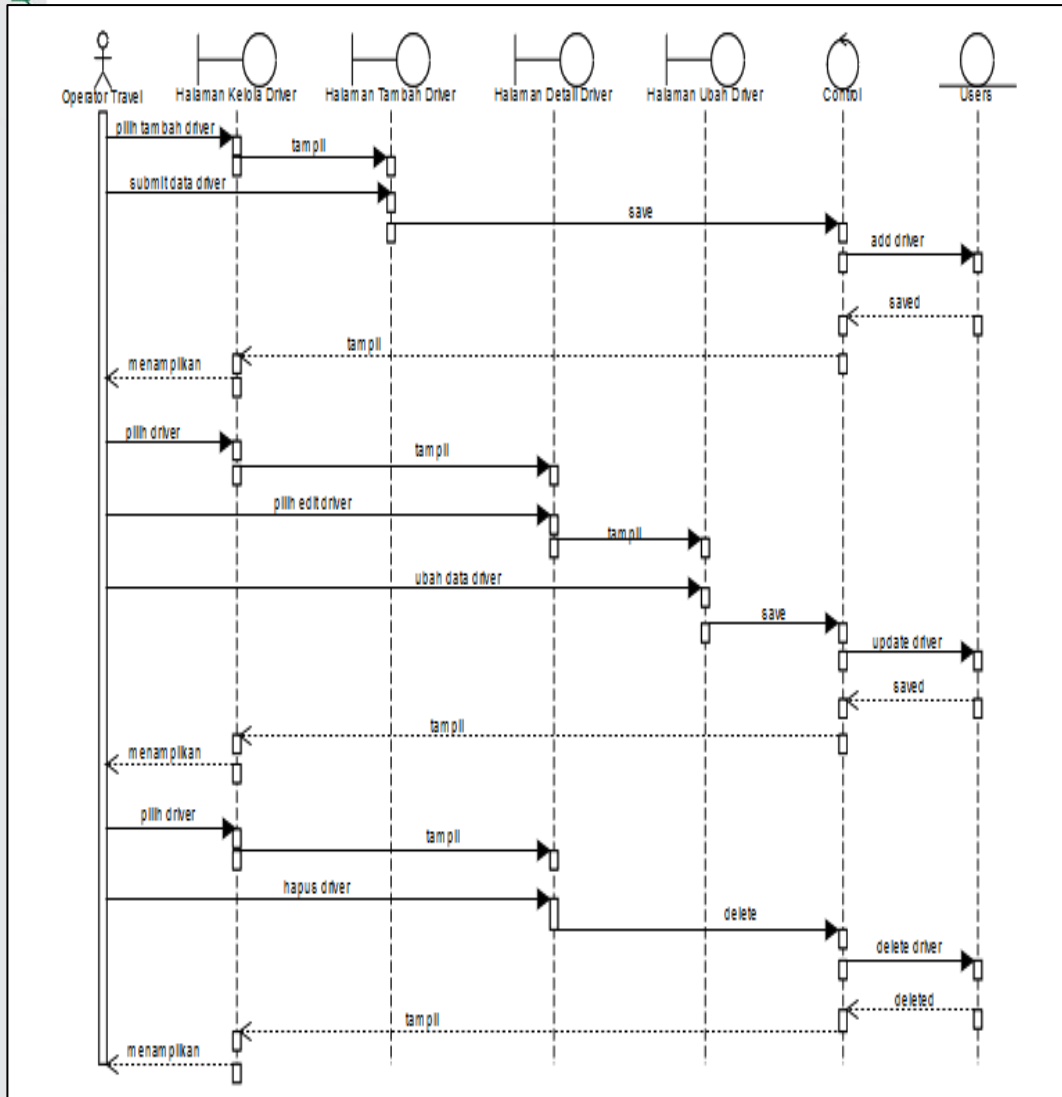 Operator Travel
Halaman Kelola Driver
Halaman Tambah Driver
Halaman Detail Driver
Halaman Ubah Driver
Control
Users
pilih tambah driver
tampil
submit data driver
save
add driver
saved
tampil
menampilkan
pilih driver
tampil
pilih edit driver
tampil
ubah data driver
save
update driver
saved
tampil
menampilkan
pilih driver
tampil
hapus driver
delete
delete driver
deleted
tampil
menampilkan